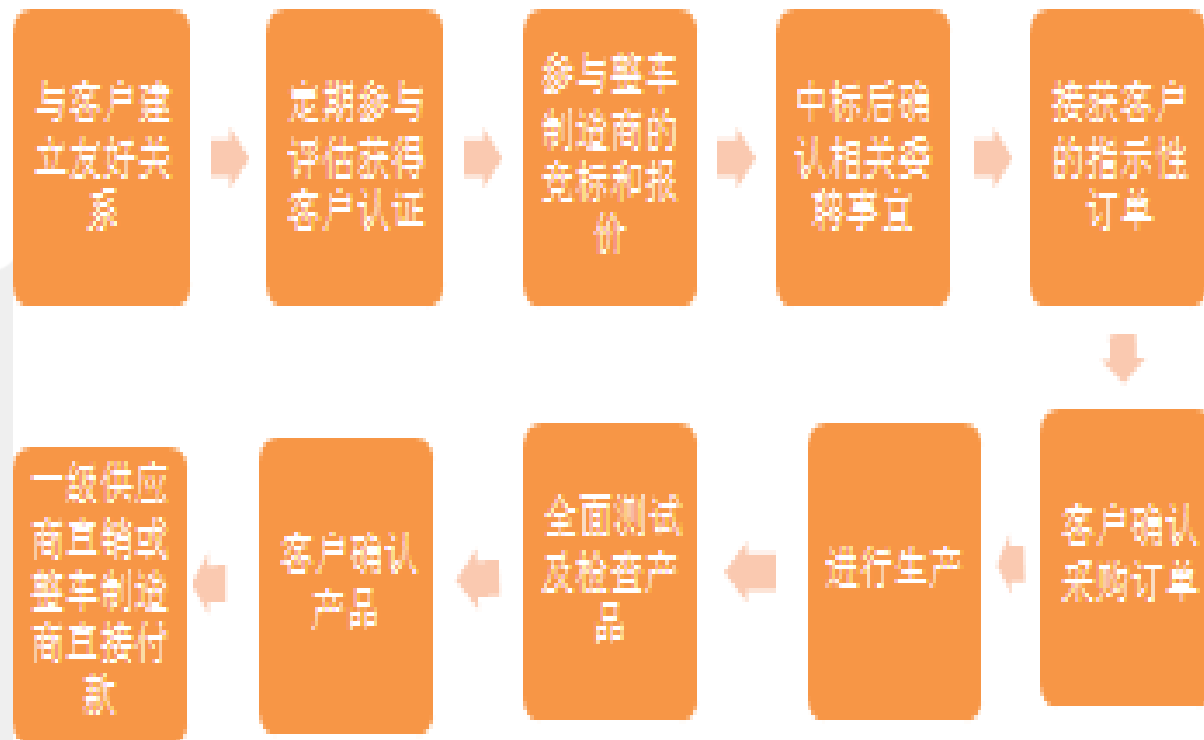 与客户建
立友好关
系
定期参与
评估获得
客户认证
参与整车
制造商的
竞标和报
价
中标后确
认相关委
聘事宜
接获客户
的指示性
订单
客户确认
采购订单
进行生产
全面测试
及检查产
品
客户确认
产品
一级供应
商直销或
整车制造
商直接付
款